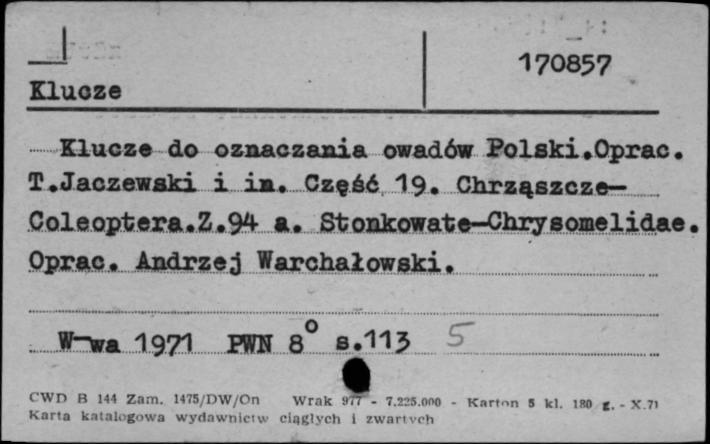 170857
Klucze
Klucze do oznaczania owadów Polski.Oprac.
T.Jaczewski i in. Część 19. Chrząszcze-
Coleoptera.Z.94 a. Stonkowate-Chrysomelidae.
Oprac. Andrzej Warchałowski.
W-wa 1971 PWN 8° s.113 5
CWD B 144 Zam. 1475/DW/On Wrak 977 - 7.225.000 - Karton 5 kl. 180 g. - X.71
Karta katalogowa wydawnictw ciągłych i zwartych